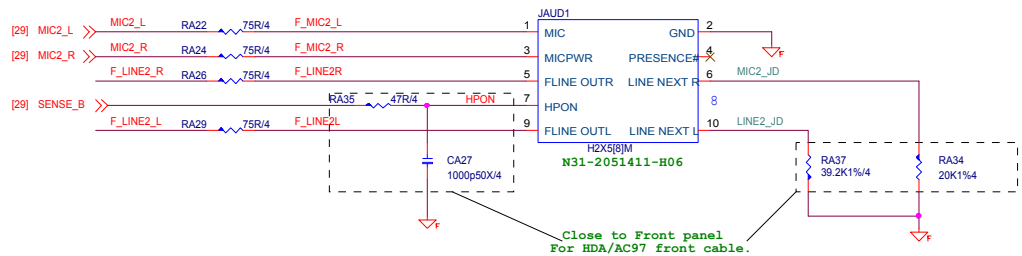 JAUD1
[29] MIC2_L MIC2_L RA22 75R/4 F_MIC2_L 1 MIC GND 2
F
[29] MIC2_R MIC2_R RA24 75R/4 F_MIC2_R 3 MICPWR PRESENCE# 4
F_LINE2_R RA26 75R/4 F_LINE2R 5 FLINE OUTR LINE NEXT R 6 MIC2_JD
[29] SENSE_B RA35 47R/4 HPON 7 HPON 8
F_LINE2_L RA29 75R/4 F_LINE2L 9 FLINE OUTL LINE NEXT L 10 LINE2_JD
H2X5[8]M
N31-2051411-H06
CA27
1000p50X/4
RA37
39.2K1%/4
RA34
20K1%4
F
F
Close to Front panel
For HDA/AC97 front cable.